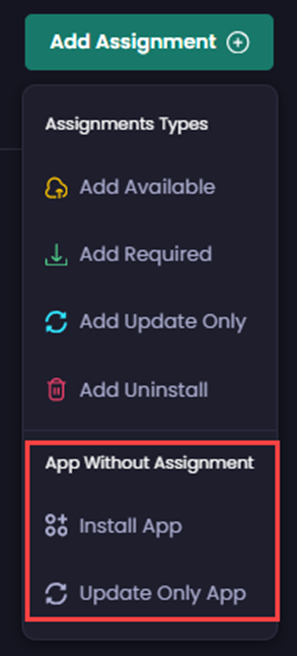 Add Assignment
Assignments Types
Add Available
Add Required
Add Update Only
Add Uninstall
App Without Assignment
Install App
Update Only App